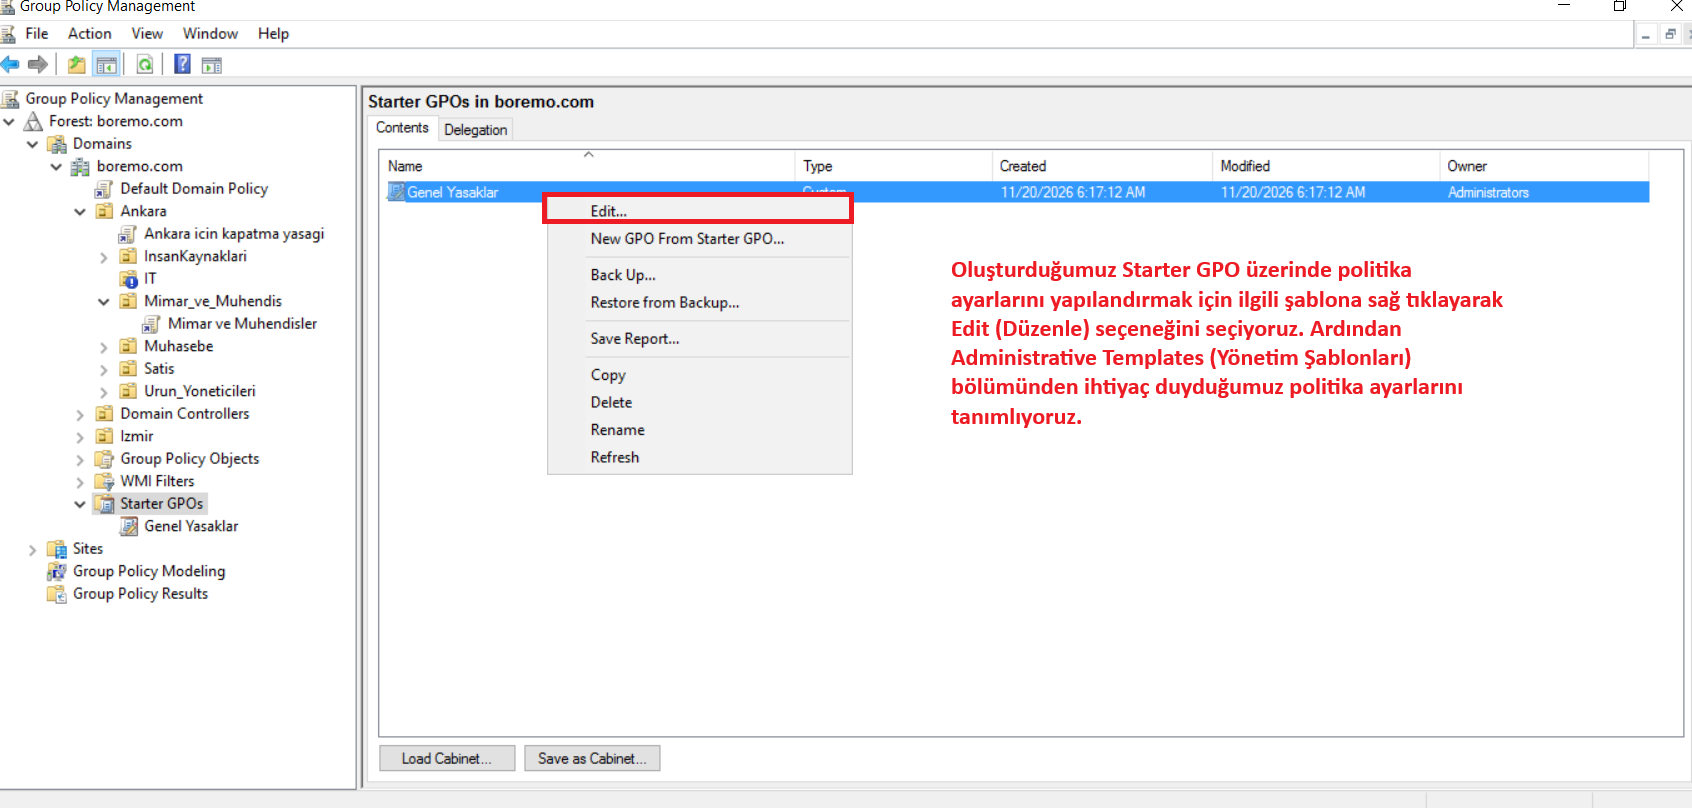 Group Policy Management
File Action View Window Help
Group Policy Management
Forest: boremo.com
Domains
boremo.com
Default Domain Policy
Ankara
Ankara icin kapatma yasagi
InsanKaynaklari
IT
Mimar_ve_Muhendis
Mimar ve Muhendisler
Muhasebe
Satis
Urun_Yoneticileri
Domain Controllers
Izmir
Group Policy Objects
WMI Filters
Starter GPOs
Genel Yasaklar
Sites
Group Policy Modeling
Group Policy Results
Starter GPOs in boremo.com
Contents Delegation
Name Type Created Modified Owner
Genel Yasaklar Custom 11/20/2026 6:17:12 AM 11/20/2026 6:17:12 AM Administrators
Edit...
New GPO From Starter GPO...
Back Up...
Restore from Backup...
Save Report...
Copy
Delete
Rename
Refresh
Oluşturduğumuz Starter GPO üzerinde politika
ayarlarını yapılandırmak için ilgili şablona sağ tıklayarak
Edit (Düzenle) seçeneğini seçiyoruz. Ardından
Administrative Templates (Yönetim Şablonları)
bölümünden ihtiyaç duyduğumuz politika ayarlarını
tanımlıyoruz.
Load Cabinet... Save as Cabinet...